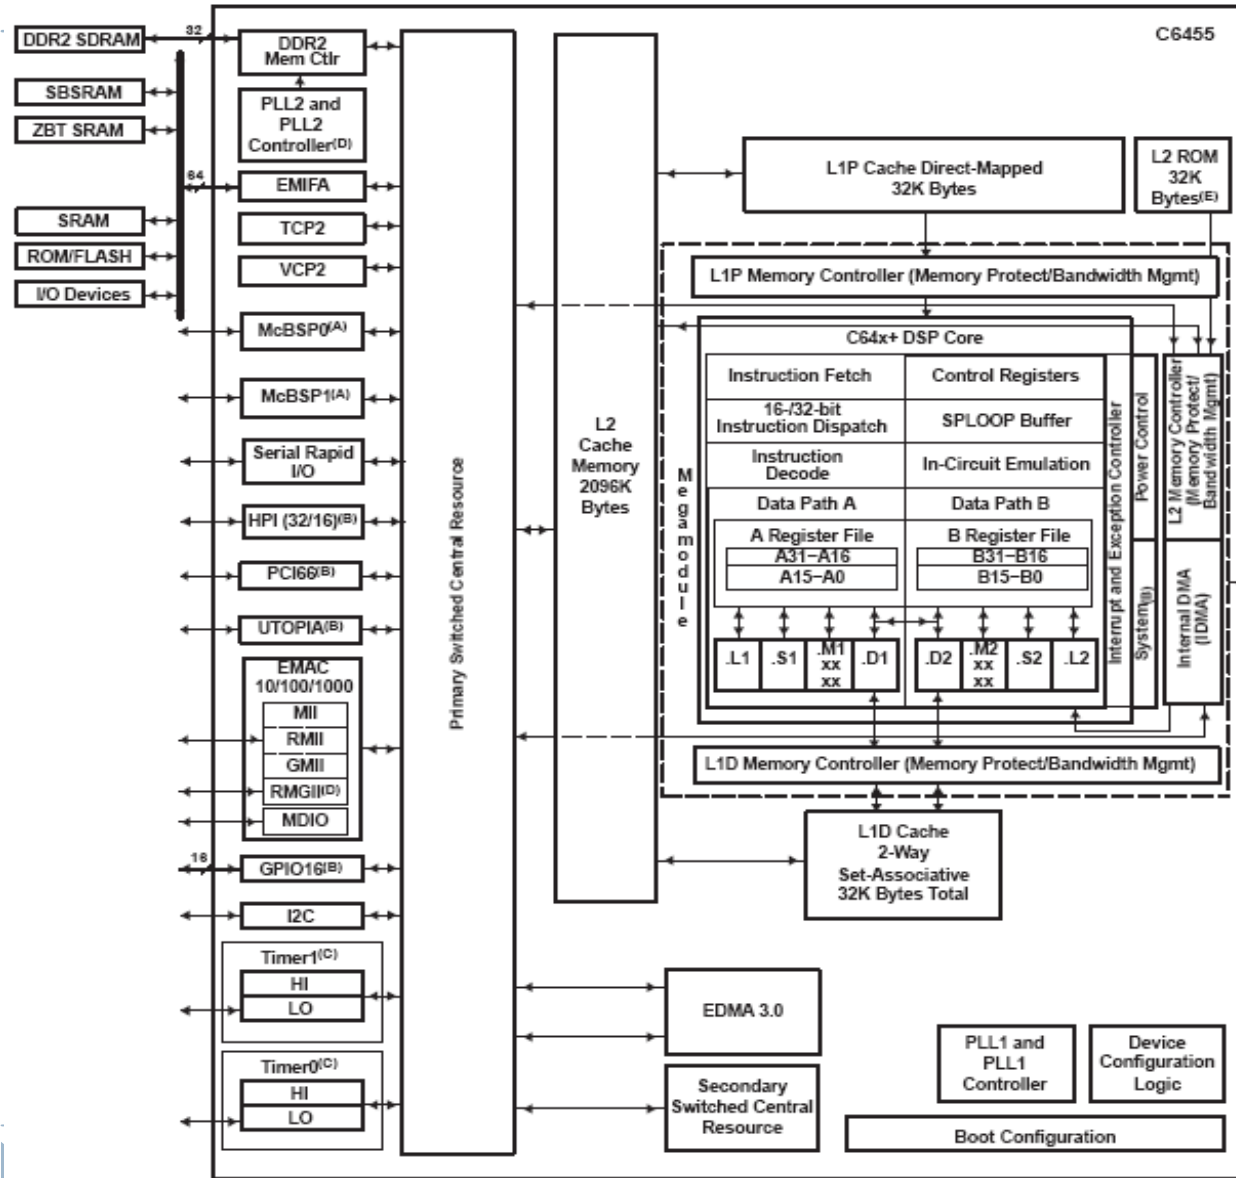 C6455
DDR2 SDRAM
SBSRAM
ZBT SRAM
SRAM
ROM/FLASH
I/O Devices
32
64
16
DDR2
Mem Ctlr
PLL2 and
PLL2
Controller(D)
EMIFA
TCP2
VCP2
McBSP0(A)
McBSP1(A)
Serial Rapid
I/O
HPI (32/16)(B)
PCI66(B)
UTOPIA(B)
EMAC
10/100/1000
MII
RMII
GMII
RMGII(D)
MDIO
GPIO16(B)
I2C
Timer1(C)
HI
LO
Timer0(C)
HI
LO
Primary Switched Central Resource
L2
Cache
Memory
2096K
Bytes
L1P Cache Direct-Mapped
32K Bytes
L2 ROM
32K
Bytes(E)
L1P Memory Controller (Memory Protect/Bandwidth Mgmt)
Megamodule
C64x+ DSP Core
Instruction Fetch
Control Registers
16-/32-bit
Instruction Dispatch
SPLOOP Buffer
Instruction
Decode
In-Circuit Emulation
Data Path A
Data Path B
A Register File
A31−A16
A15−A0
B Register File
B31−B16
B15−B0
.L1
.S1
.M1
xx
xx
.D1
.D2
.M2
xx
xx
.S2
.L2
Interrupt and Exception Controller
Power Control
System(B)
L2 Memory Controller
(Memory Protect/
Bandwidth Mgmt)
Internal DMA
(IDMA)
L1D Memory Controller (Memory Protect/Bandwidth Mgmt)
L1D Cache
2-Way
Set-Associative
32K Bytes Total
EDMA 3.0
Secondary
Switched Central
Resource
PLL1 and
PLL1
Controller
Device
Configuration
Logic
Boot Configuration